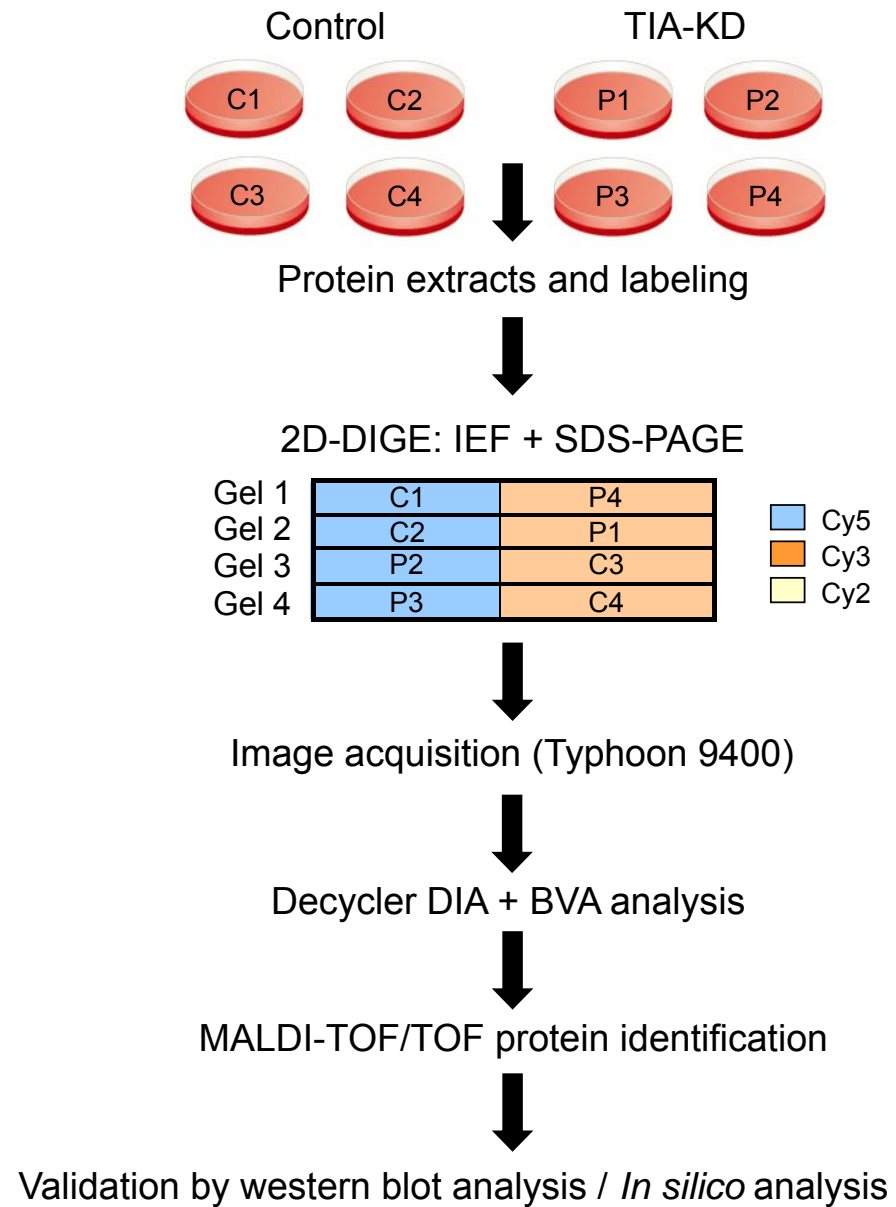 Control TIA-KD
C1 C2 P1 P2
C3 C4 P3 P4
Protein extracts and labeling
2D-DIGE: IEF + SDS-PAGE
Gel 1 C1 P4
Gel 2 C2 P1
Gel 3 P2 C3
Gel 4 P3 C4
Cy5
Cy3
Cy2
Image acquisition (Typhoon 9400)
Decycler DIA + BVA analysis
MALDI-TOF/TOF protein identification
Validation by western blot analysis / In silico analysis